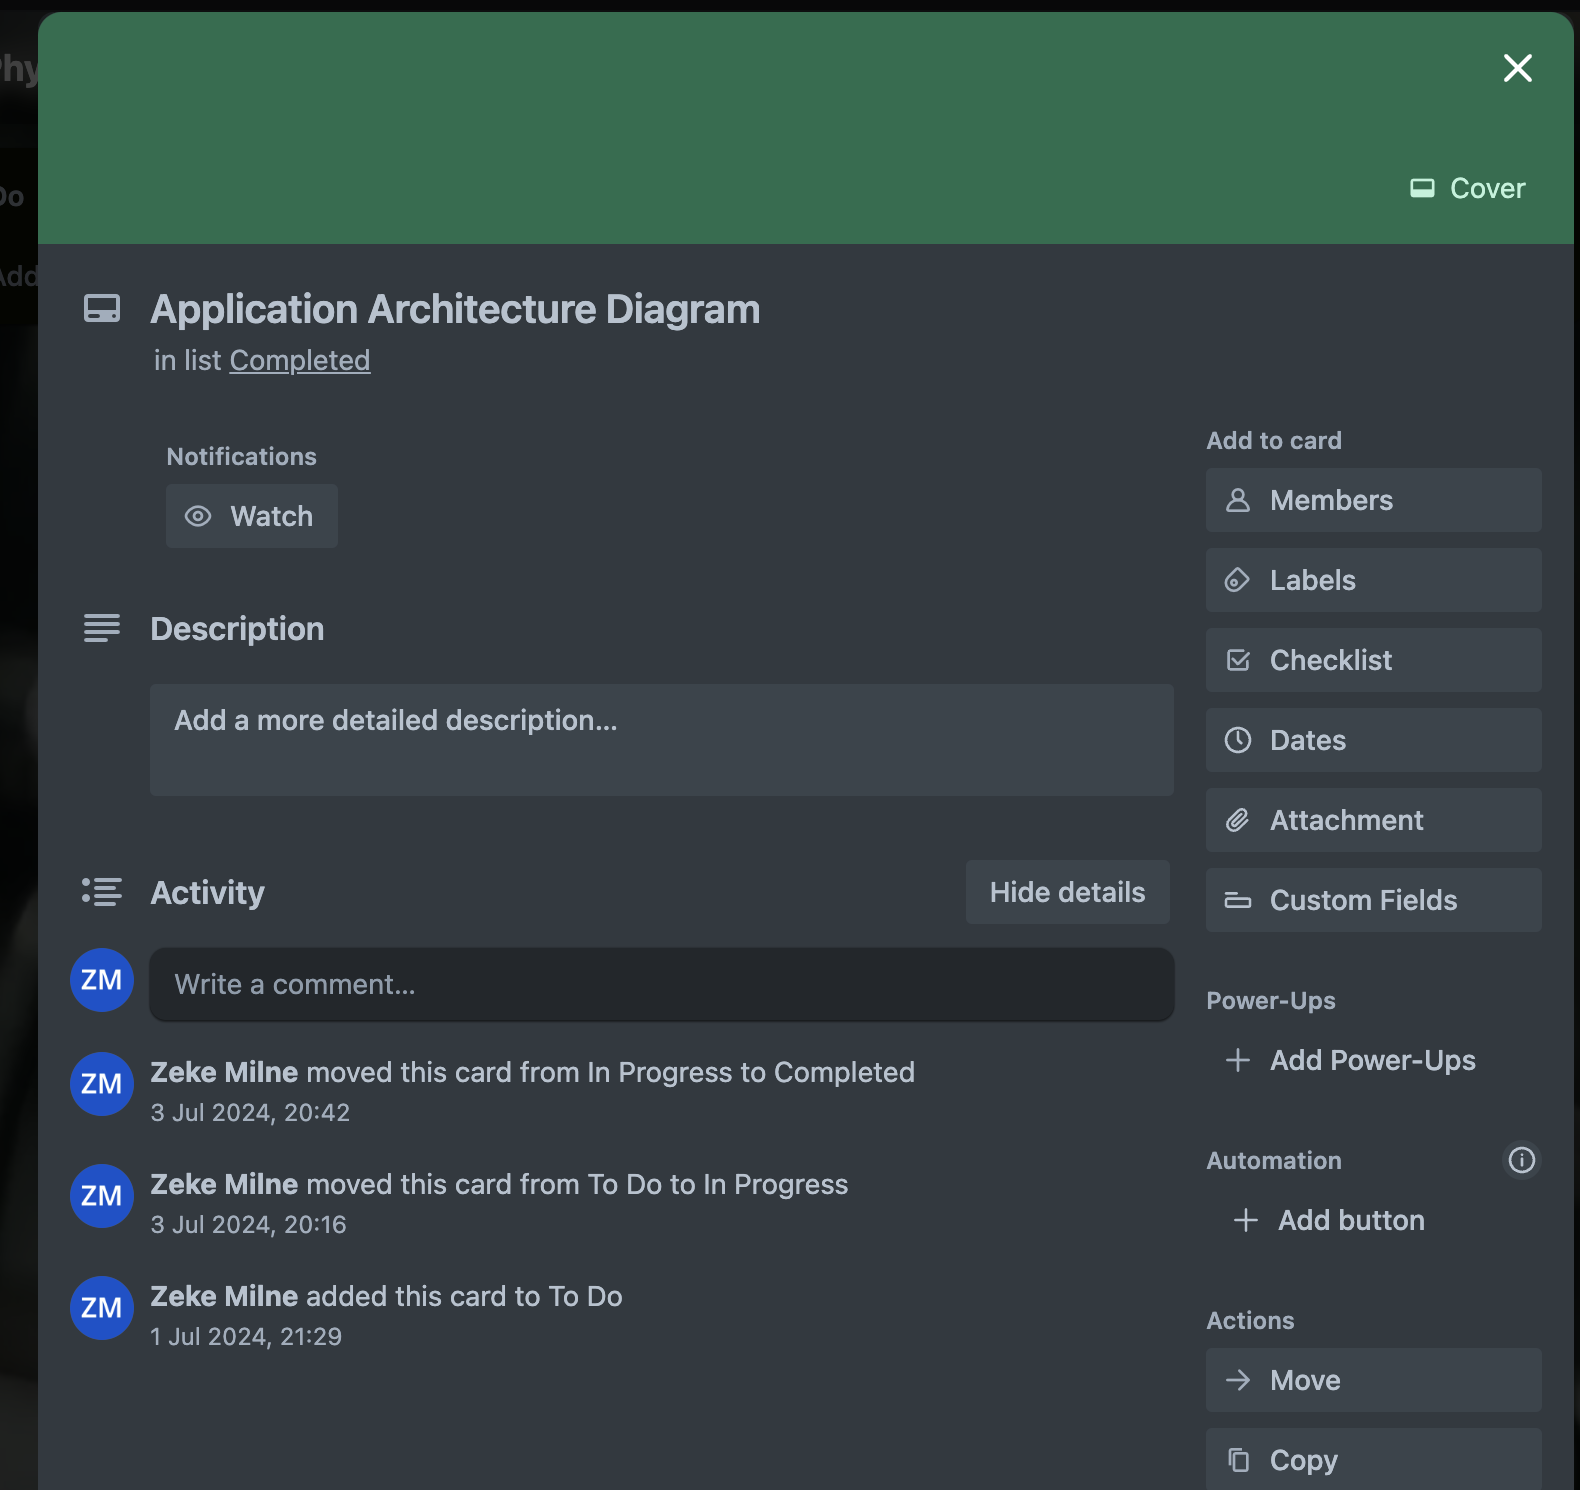 Cover
Application Architecture Diagram
in list Completed
Notifications
Watch
Description
Add a more detailed description...
Activity
Hide details
ZM
Write a comment...
ZM
Zeke Milne moved this card from In Progress to Completed
3 Jul 2024, 20:42
ZM
Zeke Milne moved this card from To Do to In Progress
3 Jul 2024, 20:16
ZM
Zeke Milne added this card to To Do
1 Jul 2024, 21:29
Add to card
Members
Labels
Checklist
Dates
Attachment
Custom Fields
Power-Ups
Add Power-Ups
Automation
Add button
Actions
Move
Copy